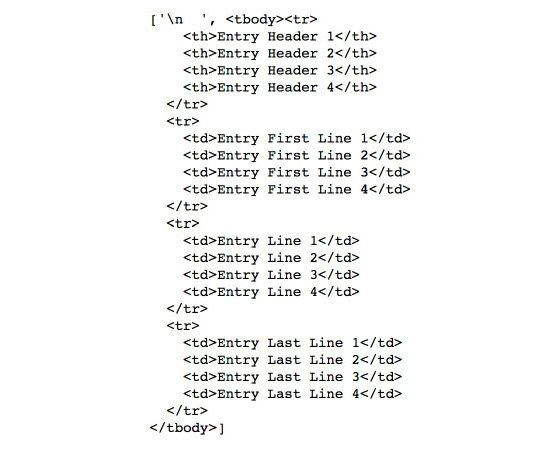 ['\n  ', <tbody><tr>
    <th>Entry Header 1</th>
    <th>Entry Header 2</th>
    <th>Entry Header 3</th>
    <th>Entry Header 4</th>
  </tr>
  <tr>
    <td>Entry First Line 1</td>
    <td>Entry First Line 2</td>
    <td>Entry First Line 3</td>
    <td>Entry First Line 4</td>
  </tr>
  <tr>
    <td>Entry Line 1</td>
    <td>Entry Line 2</td>
    <td>Entry Line 3</td>
    <td>Entry Line 4</td>
  </tr>
  <tr>
    <td>Entry Last Line 1</td>
    <td>Entry Last Line 2</td>
    <td>Entry Last Line 3</td>
    <td>Entry Last Line 4</td>
  </tr>
</tbody>]